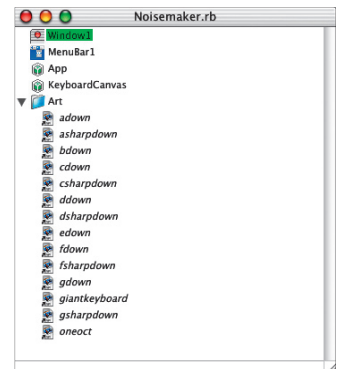 Noisemaker.rb
Window1
MenuBar1
App
KeyboardCanvas
Art
adown
asharpdown
bdown
cdown
csharpdown
ddown
dsharpdown
edown
fdown
fsharpdown
gdown
giantkeyboard
gsharpdown
oneoct